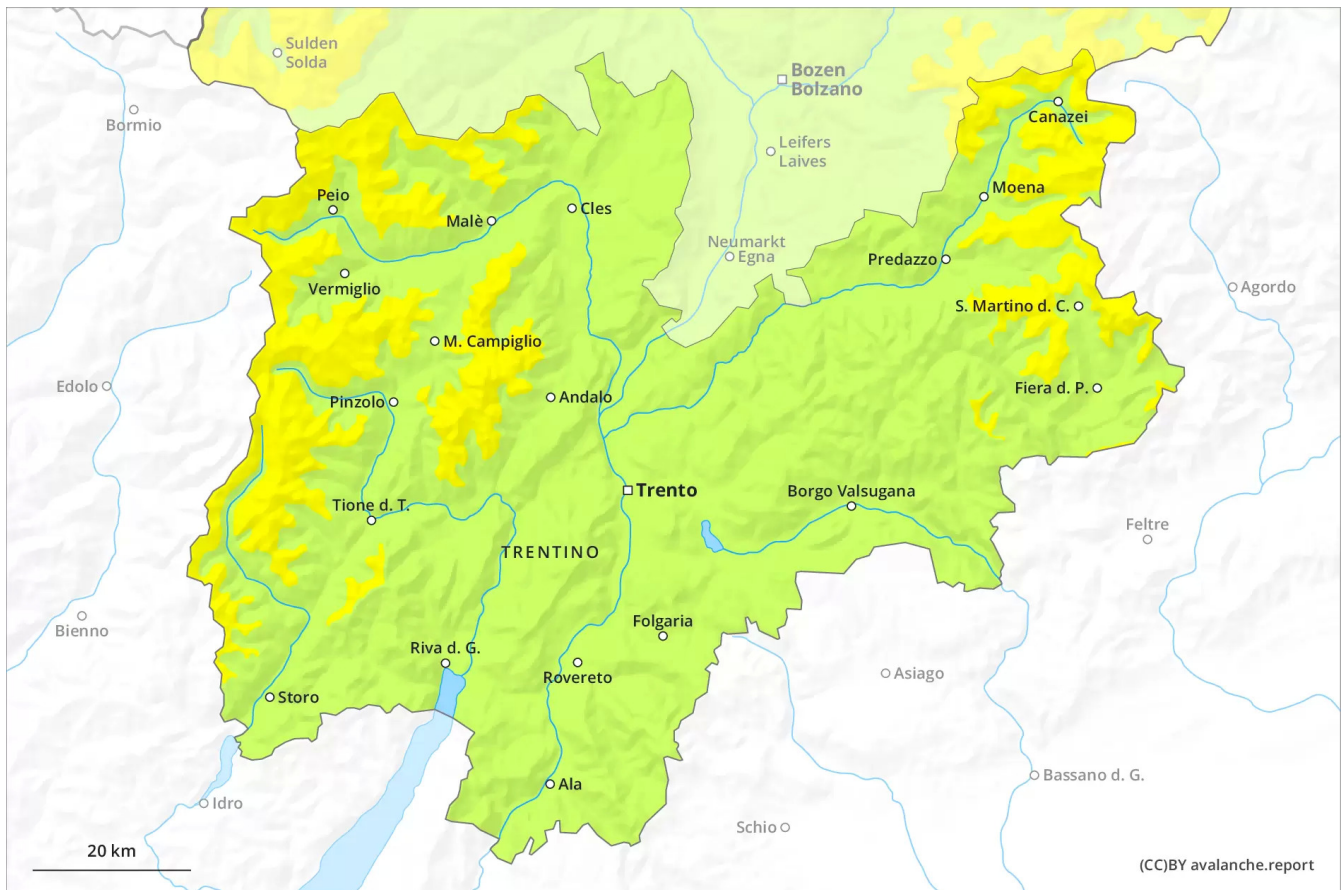 Sulden
Solda
Bozen
Bolzano
Bormio
Canazei
Leifers
Laives
Peio
Moena
Malè
Cles
Neumarkt
Egna
Predazzo
Vermiglio
Agordo
S. Martino d. C.
M. Campiglio
Edolo
Fiera d. P.
Pinzolo
Andalo
Trento
Borgo Valsugana
Tione d. T.
Feltre
TRENTINO
Bienno
Folgaria
Riva d. G.
Rovereto
Asiago
Storo
Bassano d. G.
Ala
Idro
Schio
20 km
(CC)BY avalanche.report